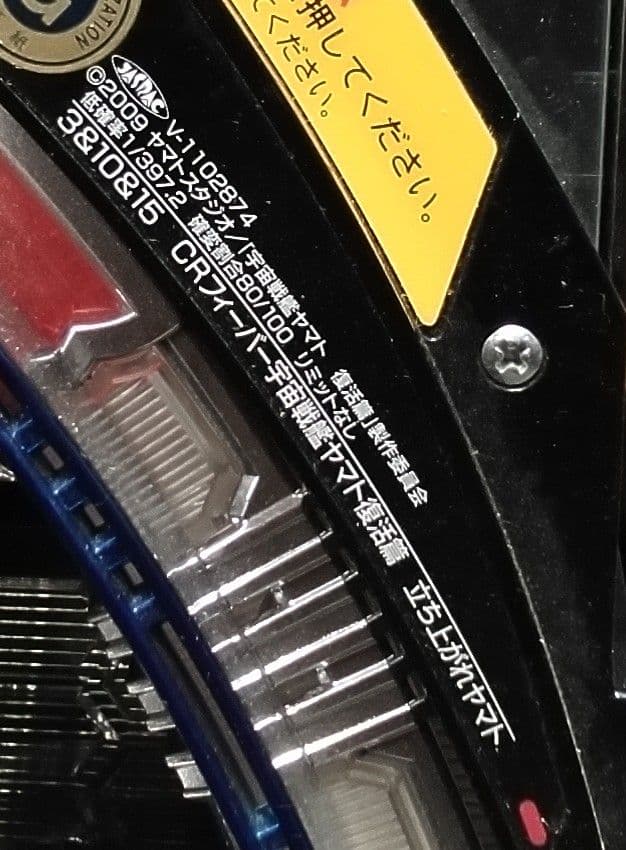 押してください。
てください。
ZATION
紙
JASRAC V-1102874
©2009 ヤマトスタジオ/「宇宙戦艦ヤマト 復活篇」製作委員会
低確率1/397.2 確変割合80/100 リミットなし
3&10&15 CRフィーバー宇宙戦艦ヤマト復活篇 立ち上がれヤマト